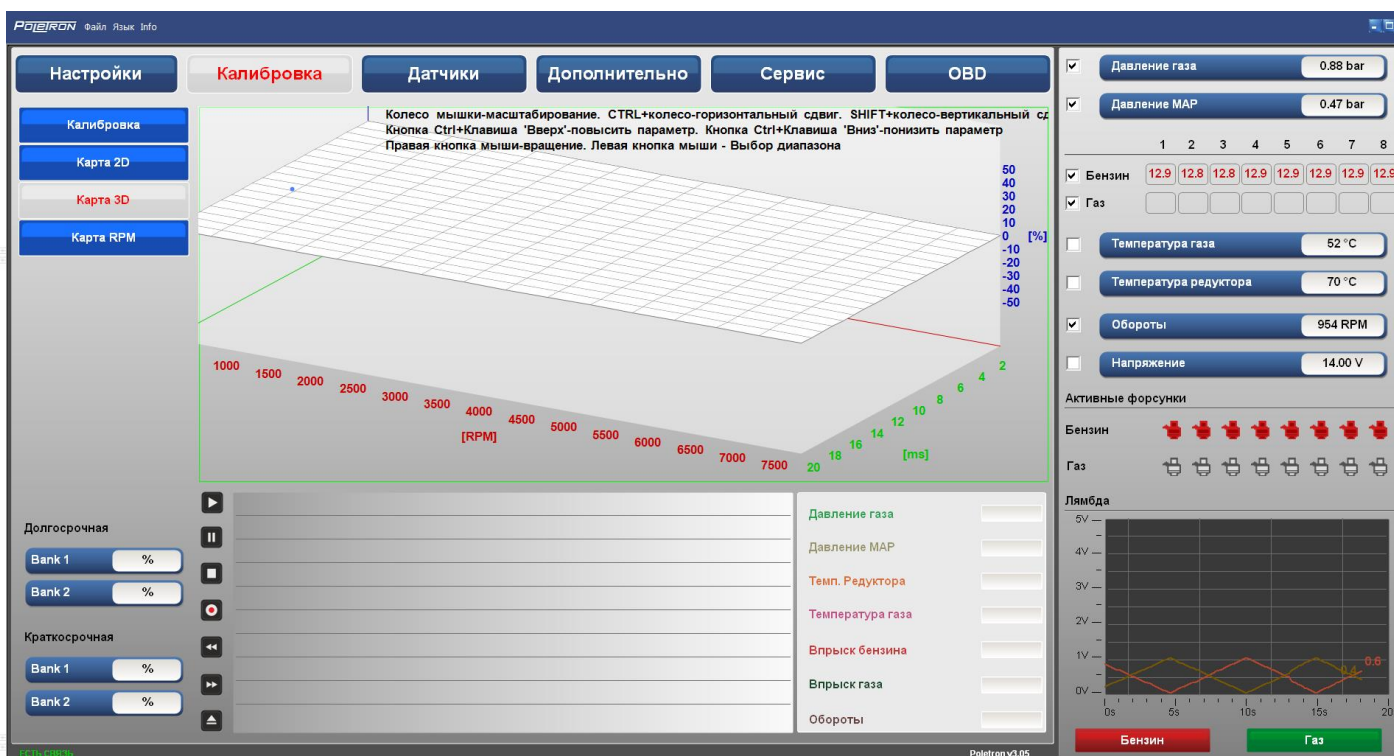 POLETRON Файл Язык Info
Настройки Калибровка Датчики Дополнительно Сервис OBD
Калибровка
Карта 2D
Карта 3D
Карта RPM
Колесо мышки-масштабирование. CTRL+колесо-горизонтальный сдвиг. SHIFT+колесо-вертикальный сд
Кнопка Ctrl+Клавиша 'Вверх'-повысить параметр. Кнопка Ctrl+Клавиша 'Вниз'-понизить параметр
Правая кнопка мыши-вращение. Левая кнопка мыши - Выбор диапазона
50
40
30
20
10
0 [%]
-10
-20
-30
-40
-50
1000 1500 2000 2500 3000 3500 4000 4500 5000 5500 6000 6500 7000 7500
[RPM]
20 18 16 14 12 10 8 6 4 2
[ms]
Долгосрочная
Bank 1 %
Bank 2 %
Краткосрочная
Bank 1 %
Bank 2 %
Давление газа
Давление MAP
Темп. Редуктора
Температура газа
Впрыск бензина
Впрыск газа
Обороты
ЕСТЬ СВЯЗЬ
Poletron v3.05
Давление газа 0.88 bar
Давление MAP 0.47 bar
1 2 3 4 5 6 7 8
Бензин 12.9 12.8 12.8 12.9 12.9 12.9 12.9 12.9
Газ
Температура газа 52 °C
Температура редуктора 70 °C
Обороты 954 RPM
Напряжение 14.00 V
Активные форсунки
Бензин
Газ
Лямбда
5V
4V
3V
2V
1V
0V
0.4 0.6
0s 5s 10s 15s 20
Бензин Газ